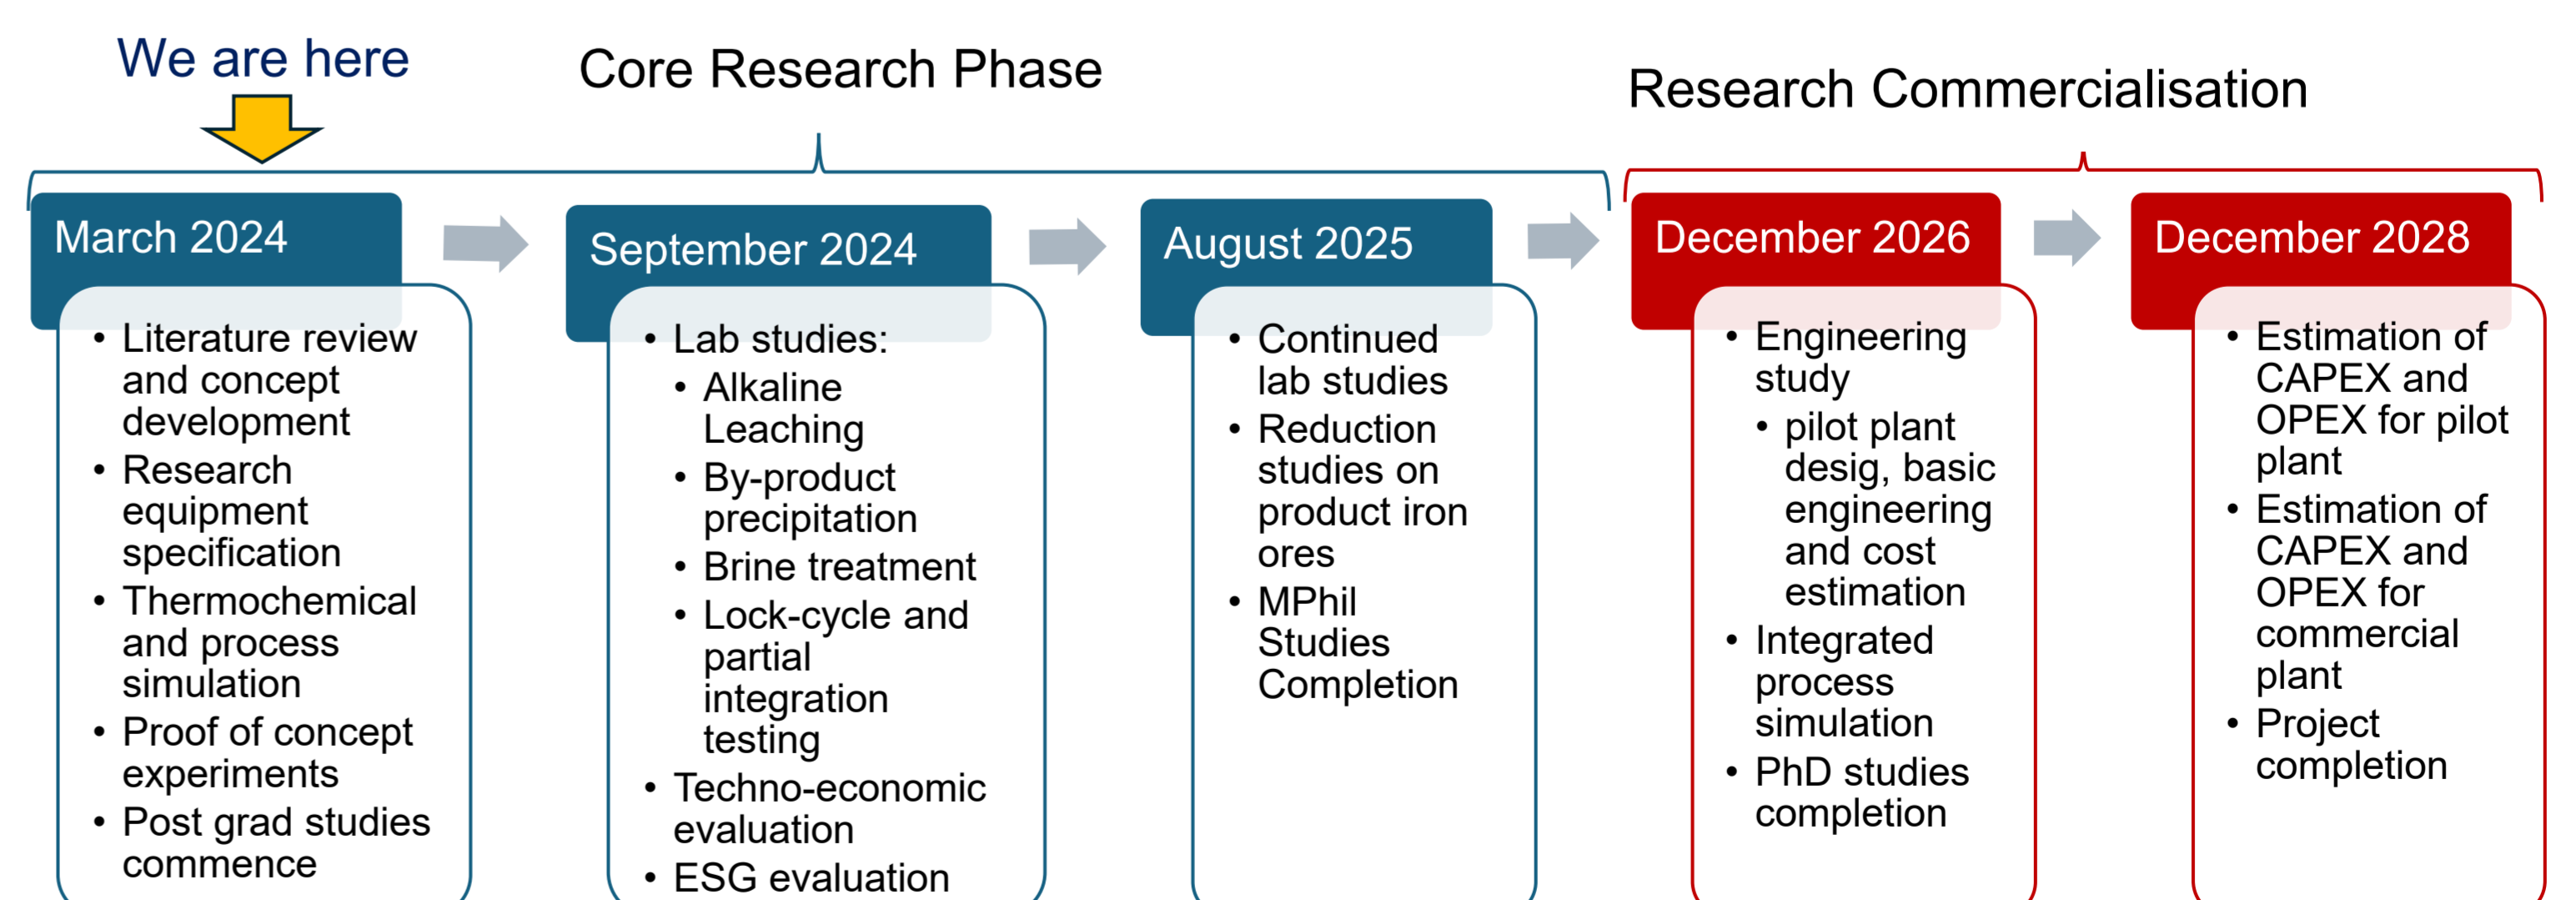 We are here
Core Research Phase
Research Commercialisation
March 2024
• Literature review
and concept
development
• Research
equipment
specification
• Thermochemical
and process
simulation
• Proof of concept
experiments
• Post grad studies
commence
September 2024
• Lab studies:
• Alkaline
Leaching
• By-product
precipitation
• Brine treatment
• Lock-cycle and
partial
integration
testing
• Techno-economic
evaluation
• ESG evaluation
August 2025
• Continued
lab studies
• Reduction
studies on
product iron
ores
• MPhil
Studies
Completion
December 2026
• Engineering
study
• pilot plant
desig, basic
engineering
and cost
estimation
• Integrated
process
simulation
• PhD studies
completion
December 2028
• Estimation of
CAPEX and
OPEX for pilot
plant
• Estimation of
CAPEX and
OPEX for
commercial
plant
• Project
completion